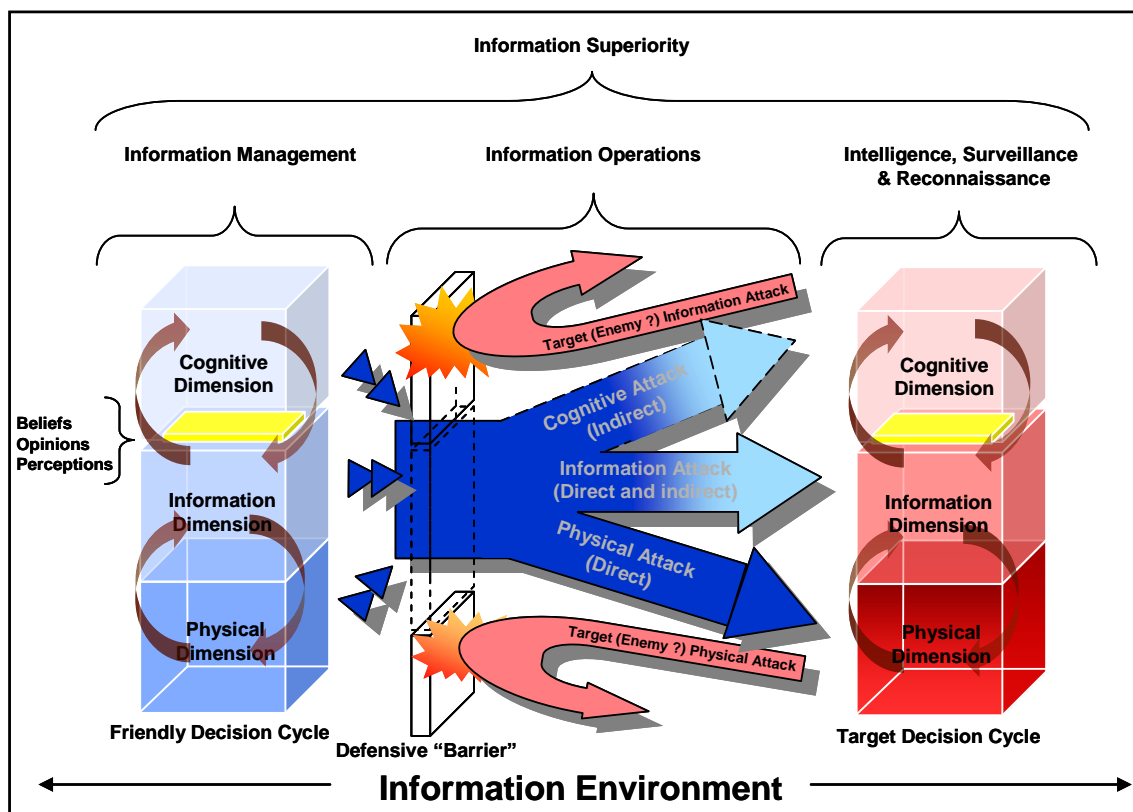 Information Superiority
Information Management
Information Operations
Intelligence, Surveillance
& Reconnaissance
Cognitive
Dimension
Beliefs
Opinions
Perceptions
Information
Dimension
Physical
Dimension
Friendly Decision Cycle
Target (Enemy ?) Information Attack
Cognitive Attack
(Indirect)
Information Attack
(Direct and indirect)
Physical Attack
(Direct)
Target (Enemy ?) Physical Attack
Defensive “Barrier”
Cognitive
Dimension
Information
Dimension
Physical
Dimension
Target Decision Cycle
Information Environment